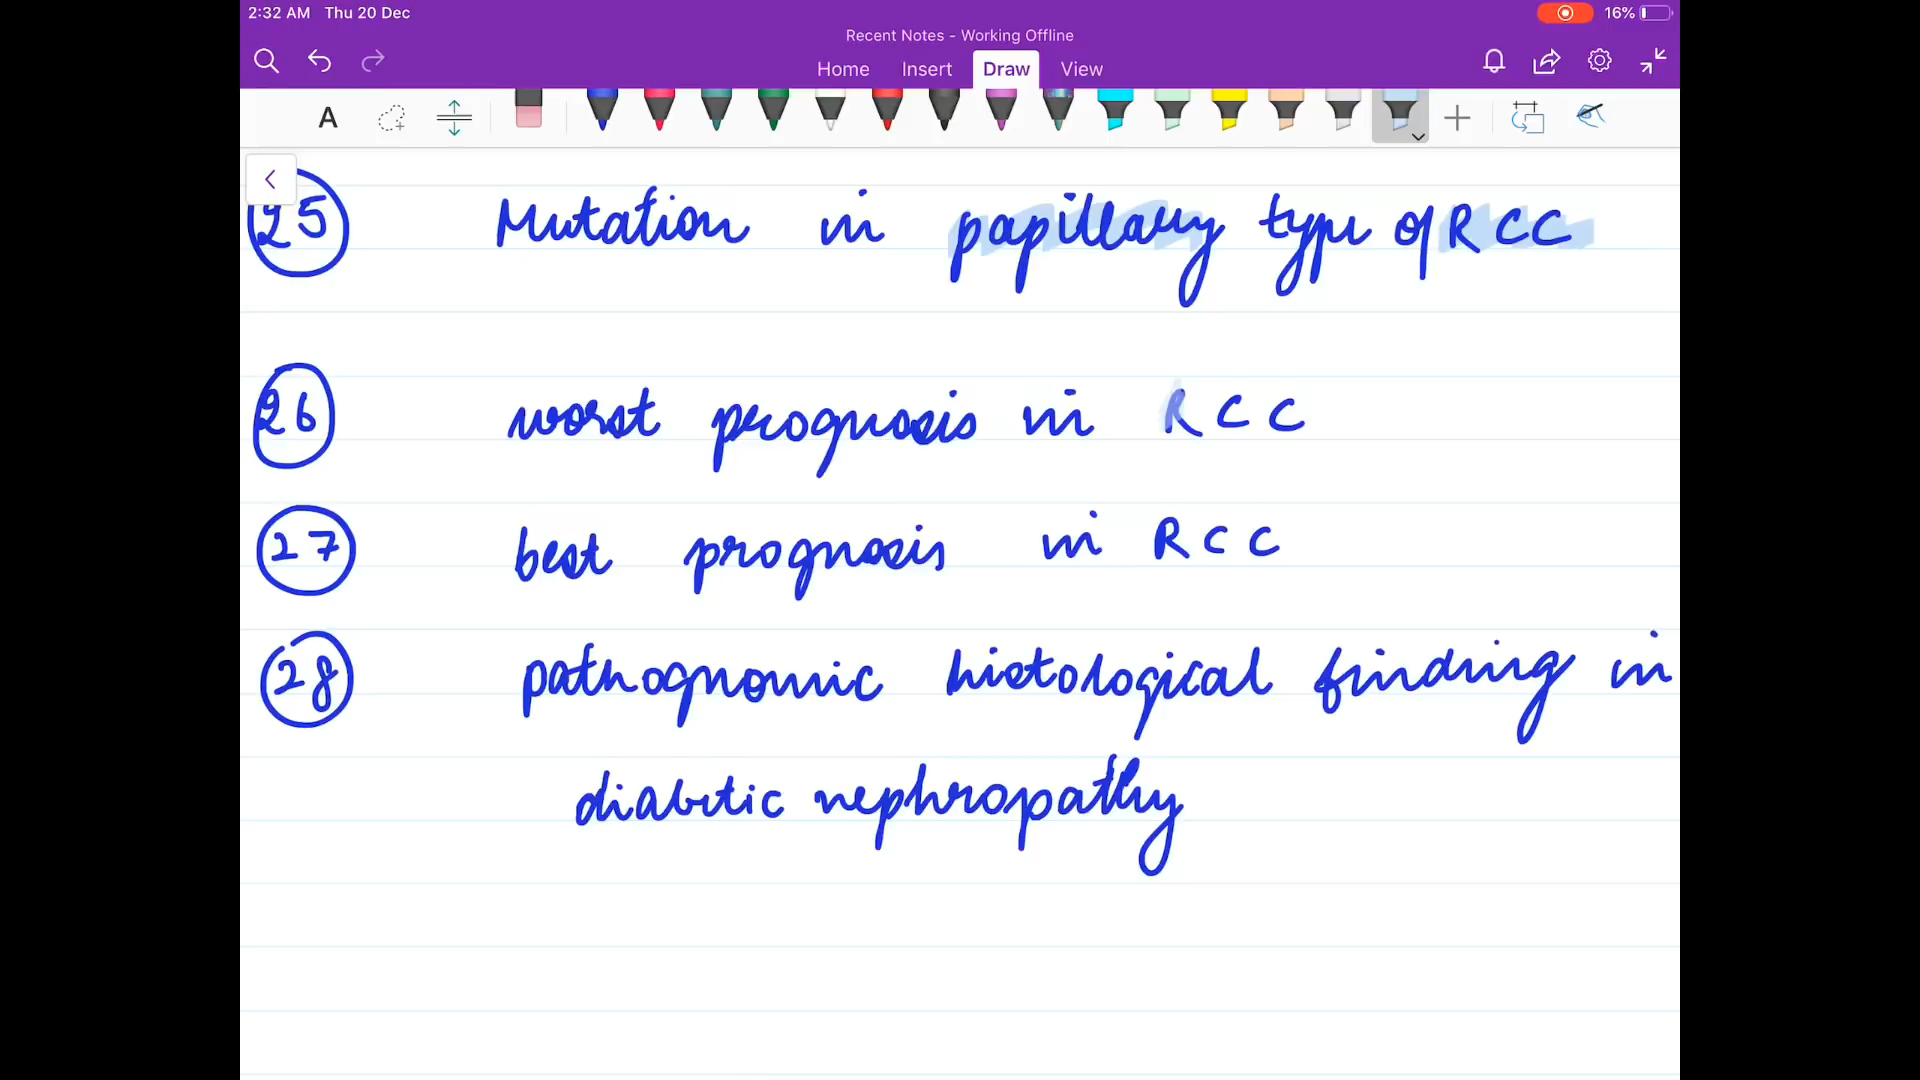 2:32 AM Thu 20 Dec 16%
Recent Notes - Working Offline
Home Insert Draw View
A
25 Mutation in papillary type of RCC
26 worst prognosis in RCC
27 best prognosis in RCC
28 pathognomic histological finding in
diabetic nephropathy